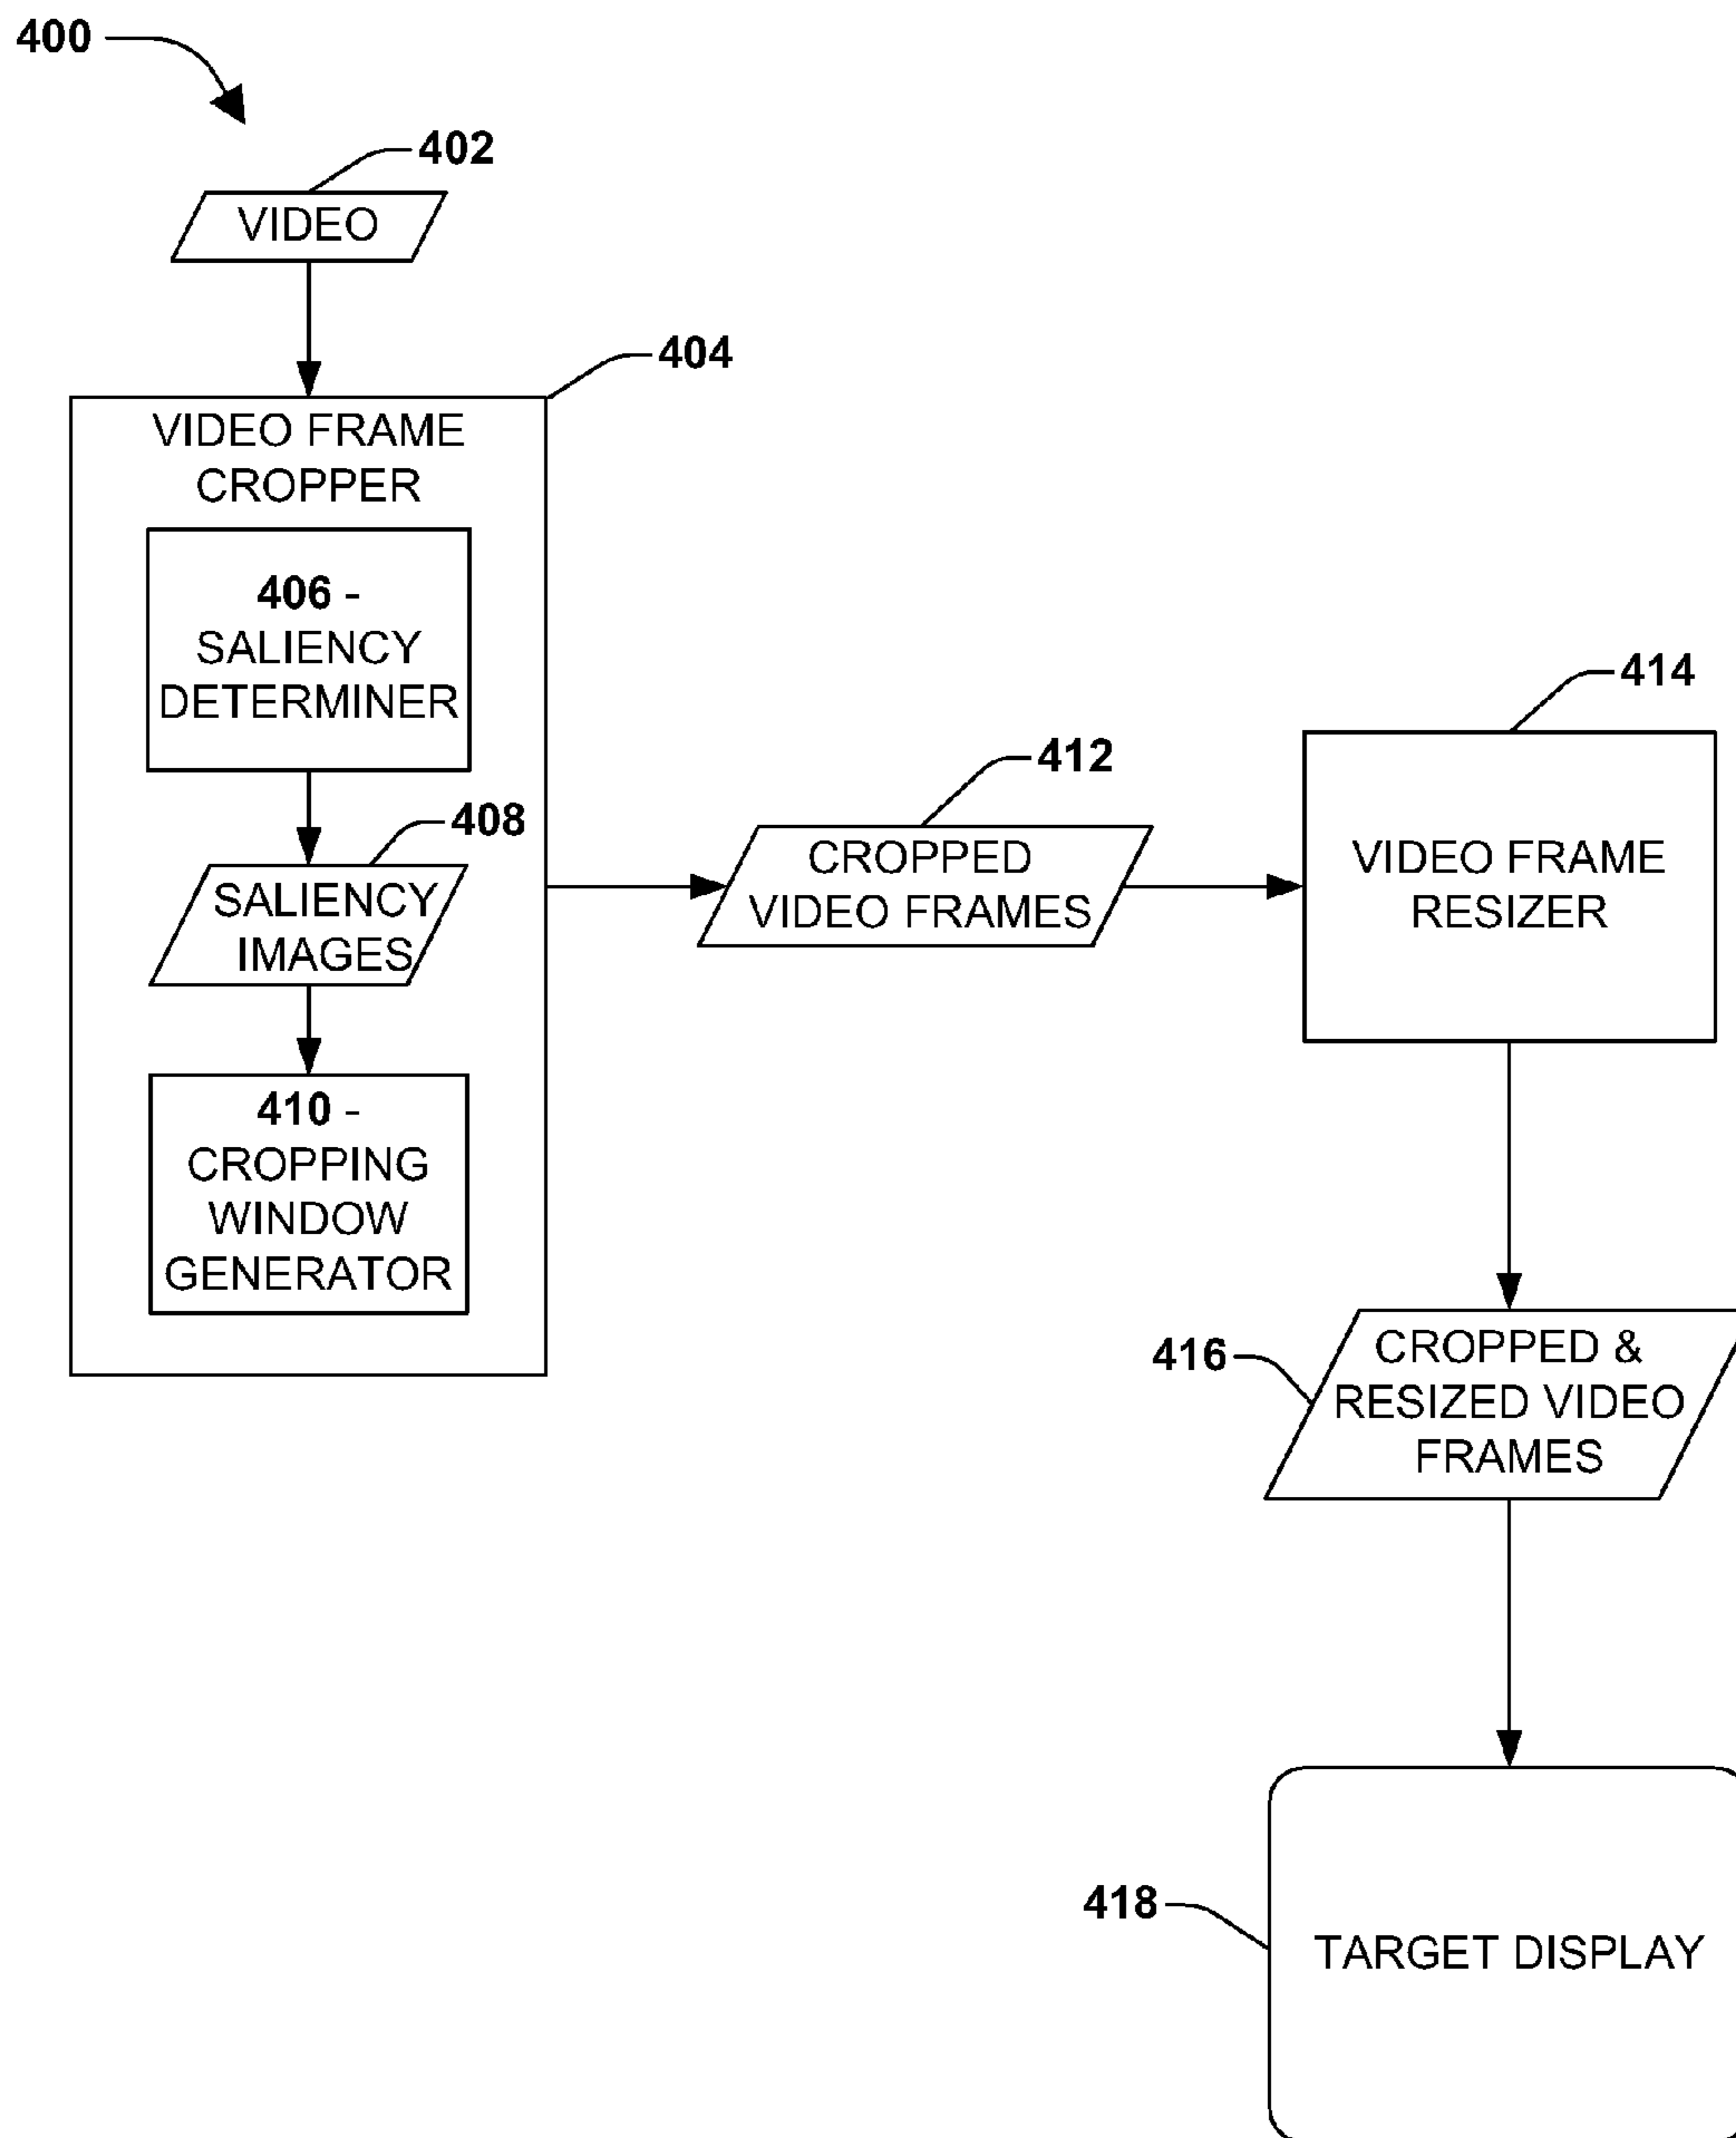 400
402
VIDEO
404
VIDEO FRAME
CROPPER
406 -
SALIENCY
DETERMINER
408
SALIENCY
IMAGES
410 -
CROPPING
WINDOW
GENERATOR
412
CROPPED
VIDEO FRAMES
414
VIDEO FRAME
RESIZER
416
CROPPED &
RESIZED VIDEO
FRAMES
418
TARGET DISPLAY